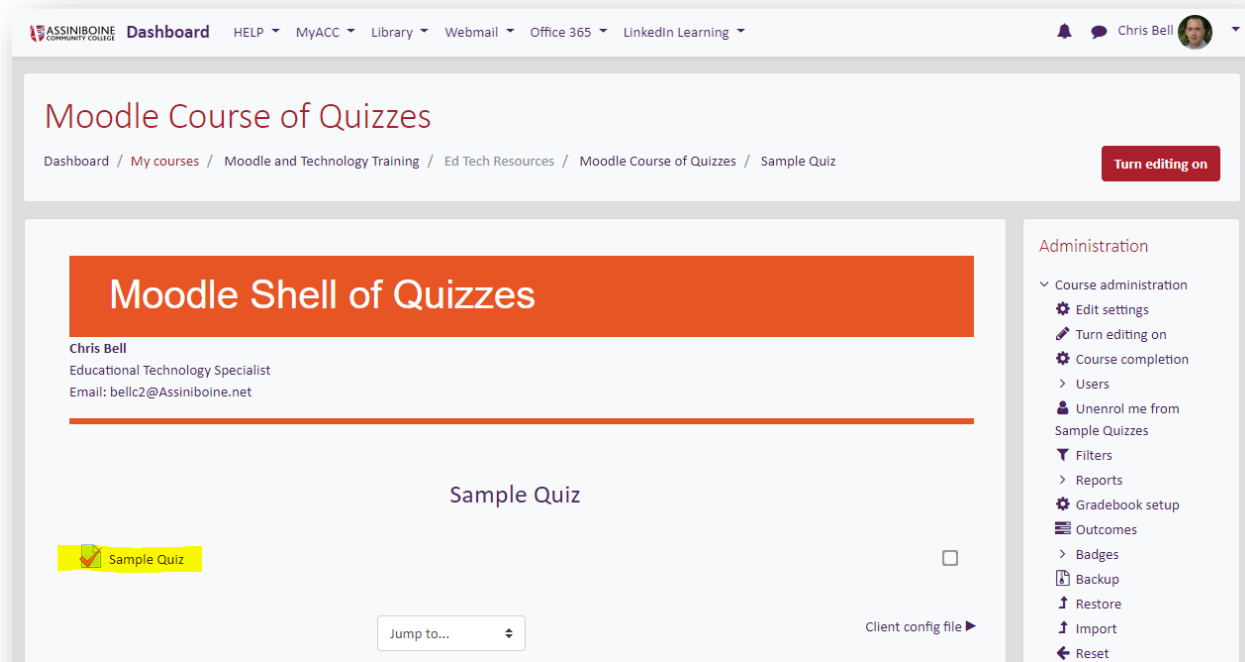 ASSINIBOINE
COMMUNITY COLLEGE
Dashboard HELP MyACC Library Webmail Office 365 LinkedIn Learning Chris Bell
Moodle Course of Quizzes
Dashboard / My courses / Moodle and Technology Training / Ed Tech Resources / Moodle Course of Quizzes / Sample Quiz
Turn editing on
Moodle Shell of Quizzes
Chris Bell
Educational Technology Specialist
Email: bellc2@Assiniboine.net
Sample Quiz
Sample Quiz
Jump to...
Client config file
Administration
Course administration
Edit settings
Turn editing on
Course completion
Users
Unenrol me from
Sample Quizzes
Filters
Reports
Gradebook setup
Outcomes
Badges
Backup
Restore
Import
Reset